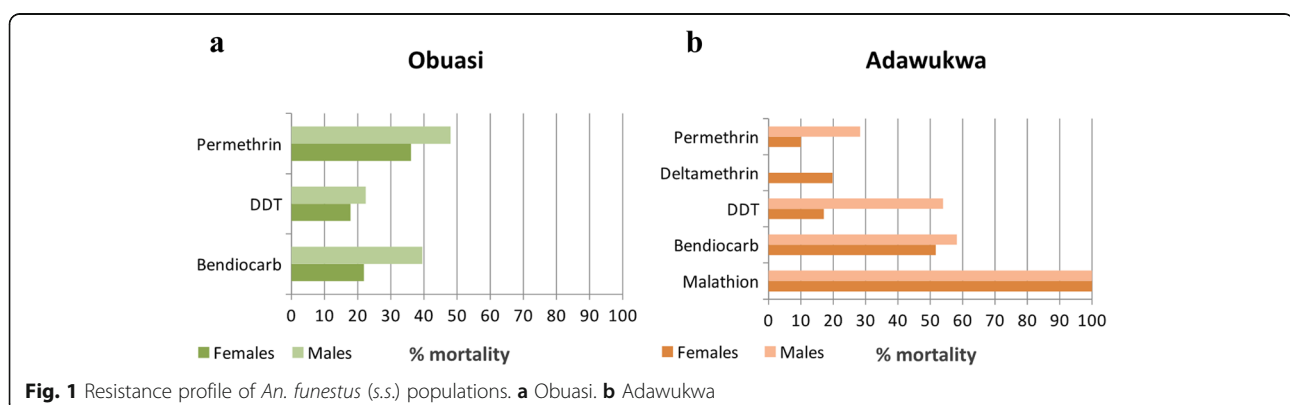 a
Obuasi
Permethrin
DDT
Bendiocarb
0 10 20 30 40 50 60 70 80 90 100
Females Males % mortality
b
Adawukwa
Permethrin
Deltamethrin
DDT
Bendiocarb
Malathion
0 10 20 30 40 50 60 70 80 90 100
Females Males % mortality
Fig. 1 Resistance profile of An. funestus (s.s.) populations. a Obuasi. b Adawukwa